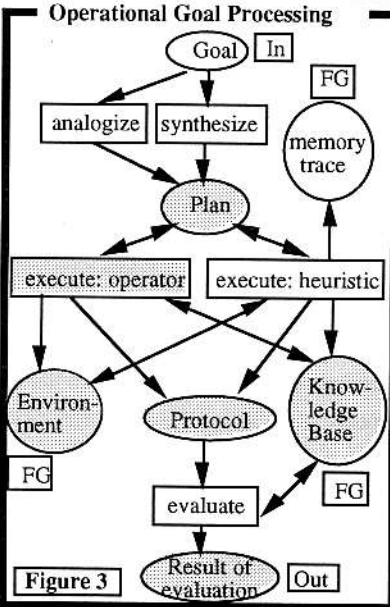 Operational Goal Processing
Goal
In
FG
analogize
synthesize
memory
trace
Plan
execute: operator
execute: heuristic
Environ-
ment
Protocol
Know-
ledge
Base
FG
FG
evaluate
Result of
evaluation
Out
Figure 3